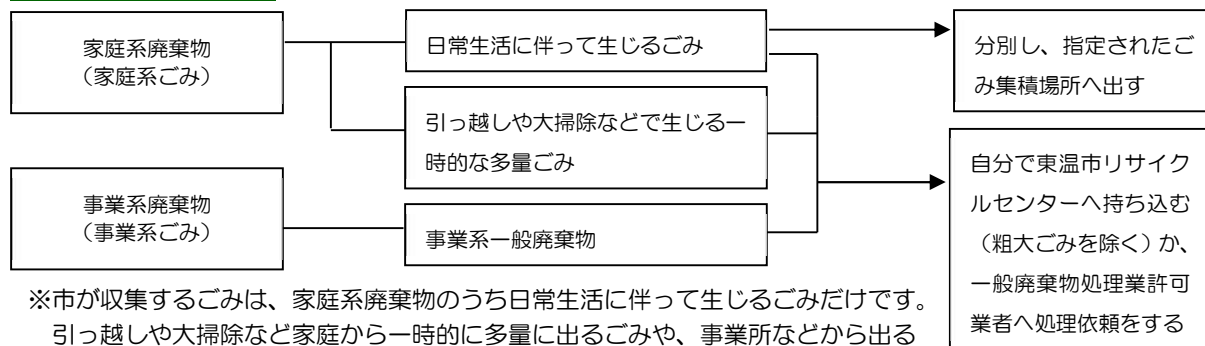 家庭系廃棄物
（家庭系ごみ）
日常生活に伴って生じるごみ
分別し、指定されたご
み集積場所へ出す
引っ越しや大掃除などで生じる一
時的な多量ごみ
事業系廃棄物
（事業系ごみ）
事業系一般廃棄物
自分で東温市リサイク
ルセンターへ持ち込む
（粗大ごみを除く）か、
一般廃棄物処理業許可
業者へ処理依頼をする
※市が収集するごみは、家庭系廃棄物のうち日常生活に伴って生じるごみだけです。
引っ越しや大掃除など家庭から一時的に多量に出るごみや、事業所などから出る